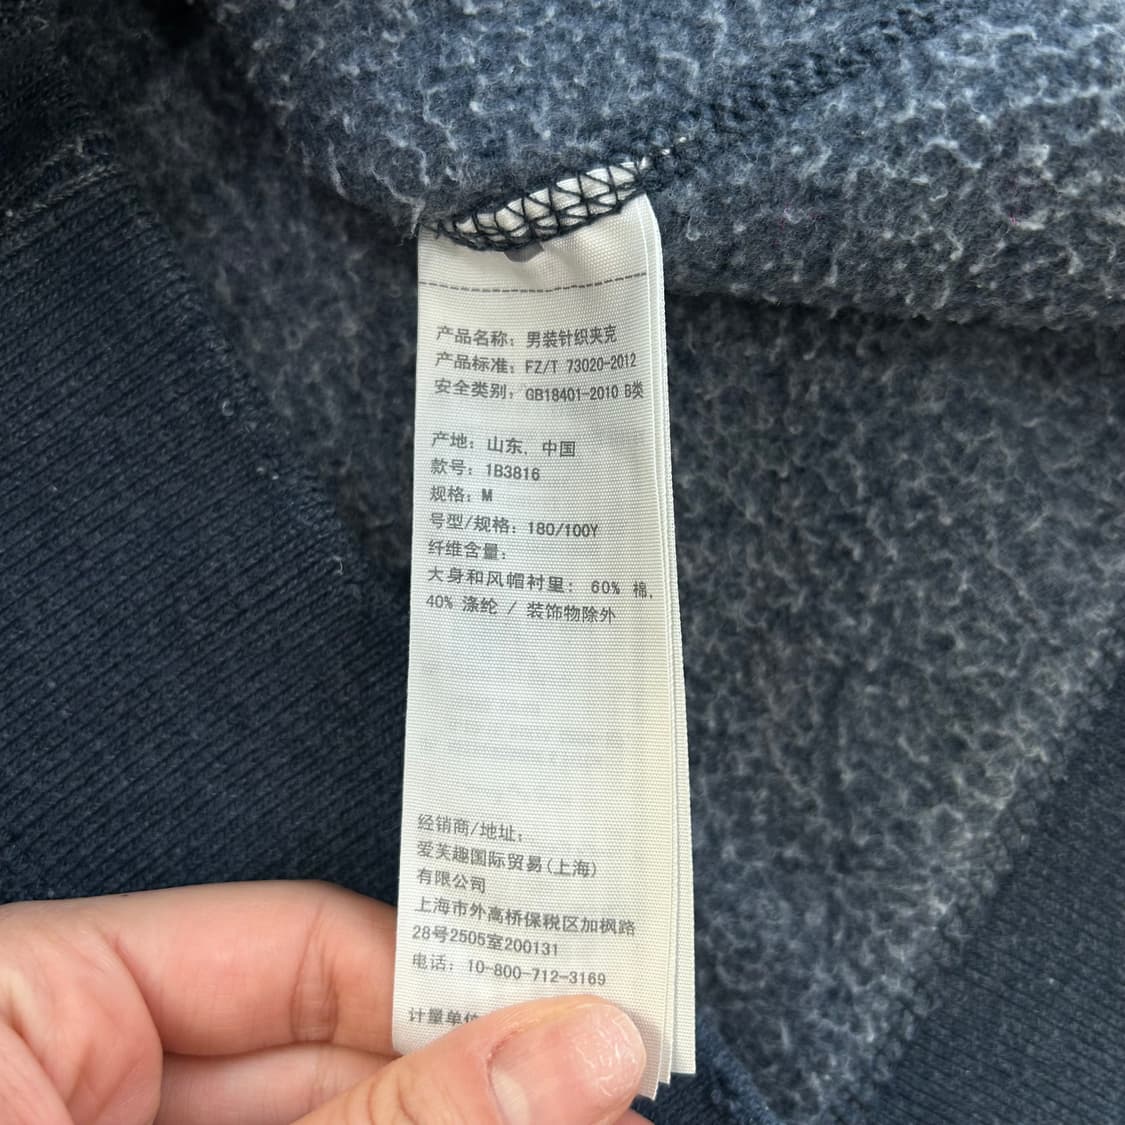 产品名称：男装针织夹克
产品标准：FZ/T 73020-2012
安全类别：GB18401-2010 B类
产地：山东，中国
款号：1B3816
规格：M
号型/规格：180/100Y
纤维含量：
大身和风帽衬里：60% 棉，
40% 涤纶 / 装饰物除外
经销商/地址：
爱芙趣国际贸易(上海)
有限公司
上海市外高桥保税区加枫路
28号2505室200131
电话：10-800-712-3169
计量单位